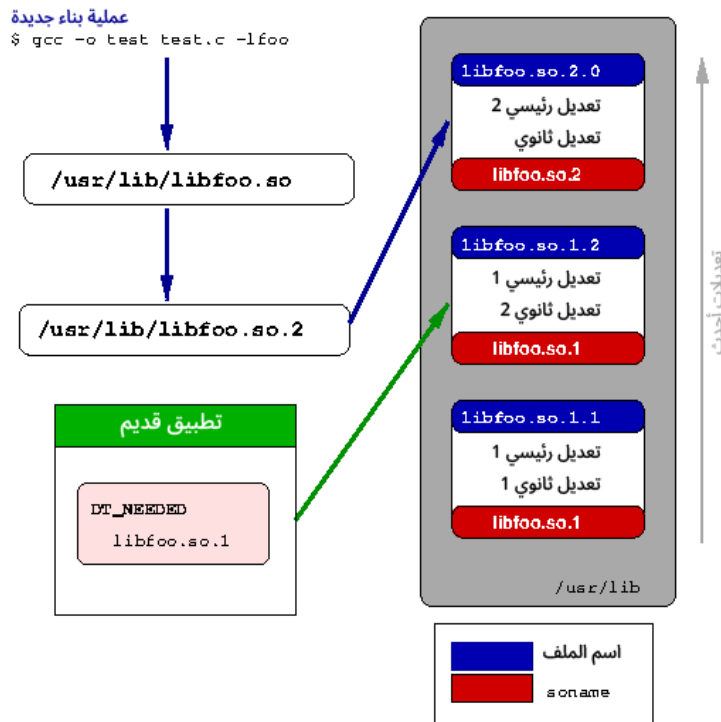 عملية بناء جديدة
$ gcc -o test test.c -lfoo
/usr/lib/libfoo.so
/usr/lib/libfoo.so.2
تطبيق قديم
DT_NEEDED
libfoo.so.1
libfoo.so.2.0
تعديل رئيسي 2
تعديل ثانوي
libfoo.so.2
libfoo.so.1.2
تعديل رئيسي 1
تعديل ثانوي 2
libfoo.so.1
libfoo.so.1.1
تعديل رئيسي 1
تعديل ثانوي 1
libfoo.so.1
/usr/lib
تعديلات أحدث
اسم الملف
soname